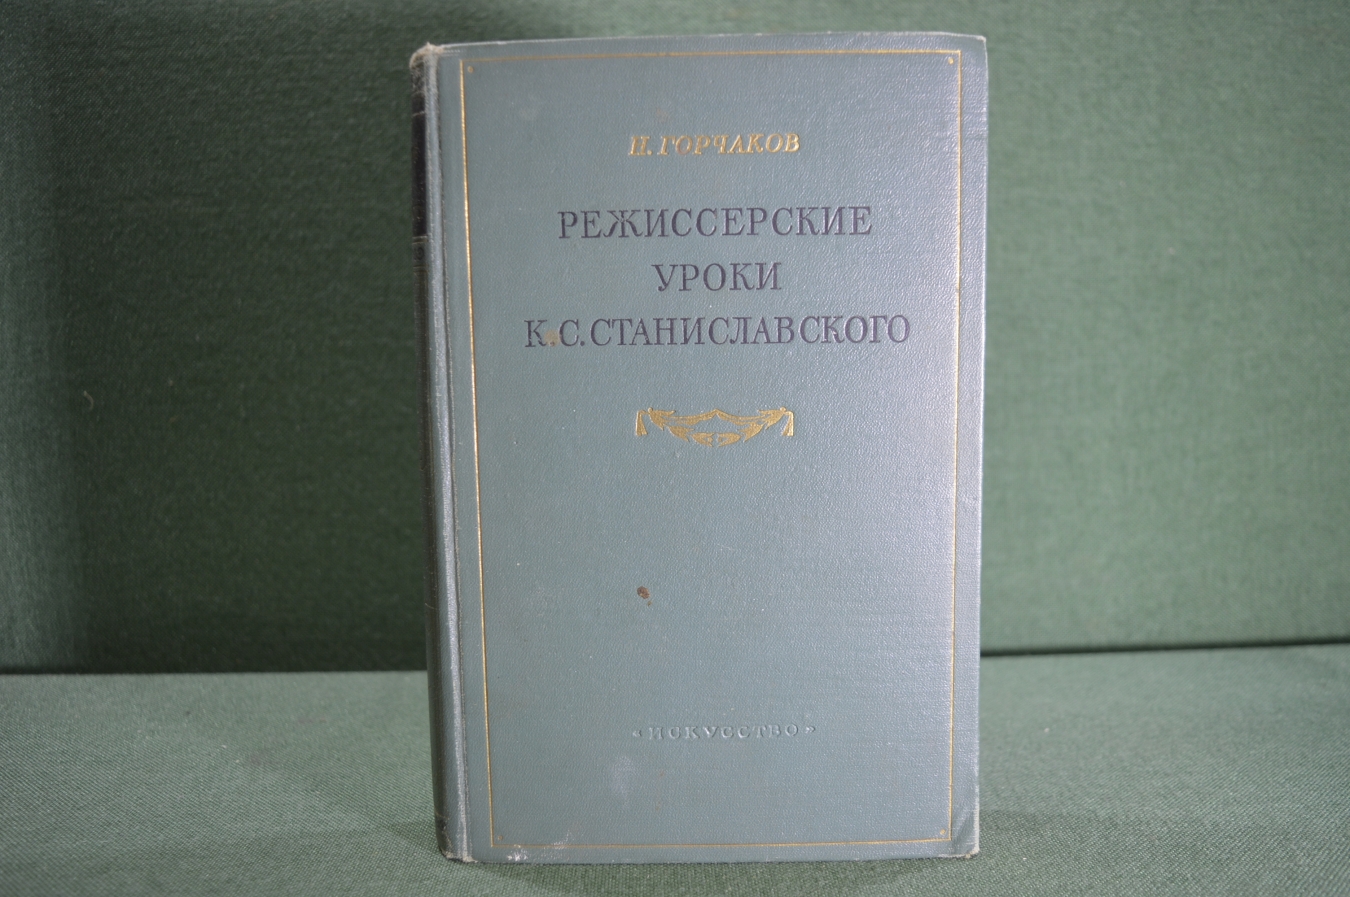 Н. ГОРЧАКОВ
РЕЖИССЕРСКИЕ
УРОКИ
К. С. СТАНИСЛАВСКОГО
«ИСКУССТВО»